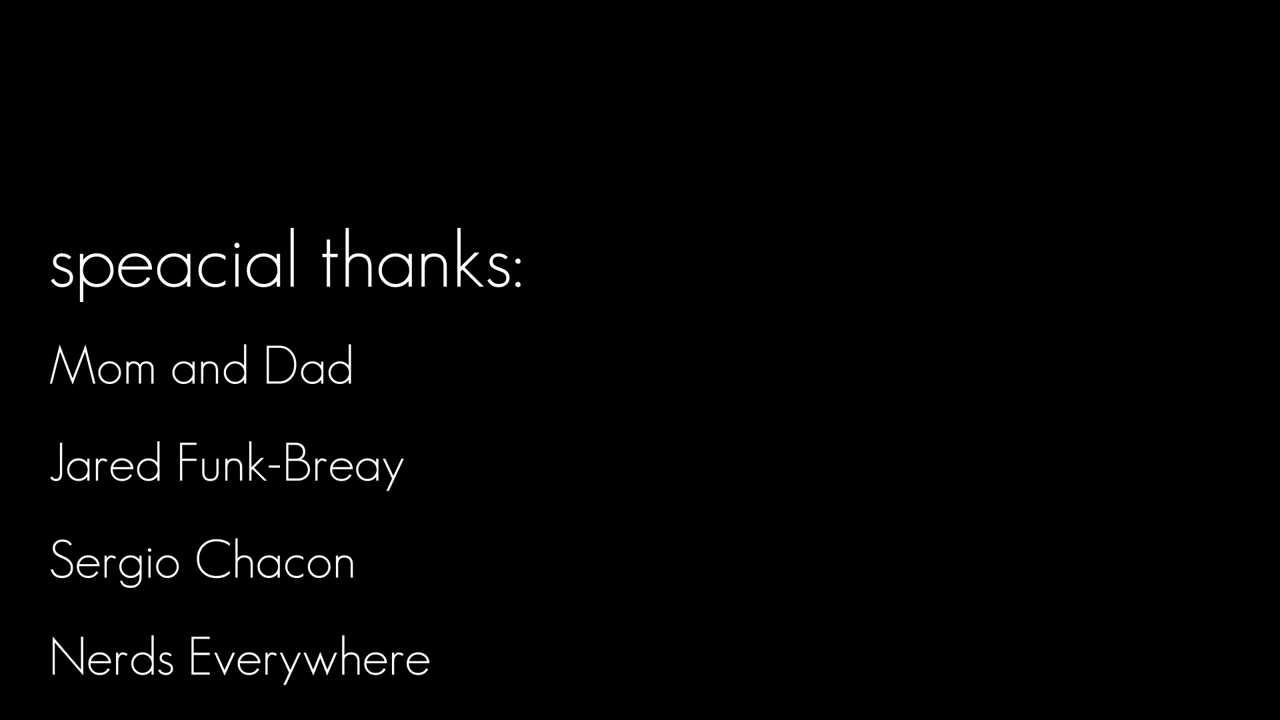 speacial thanks:
Mom and Dad
Jared Funk-Breay
Sergio Chacon
Nerds Everywhere